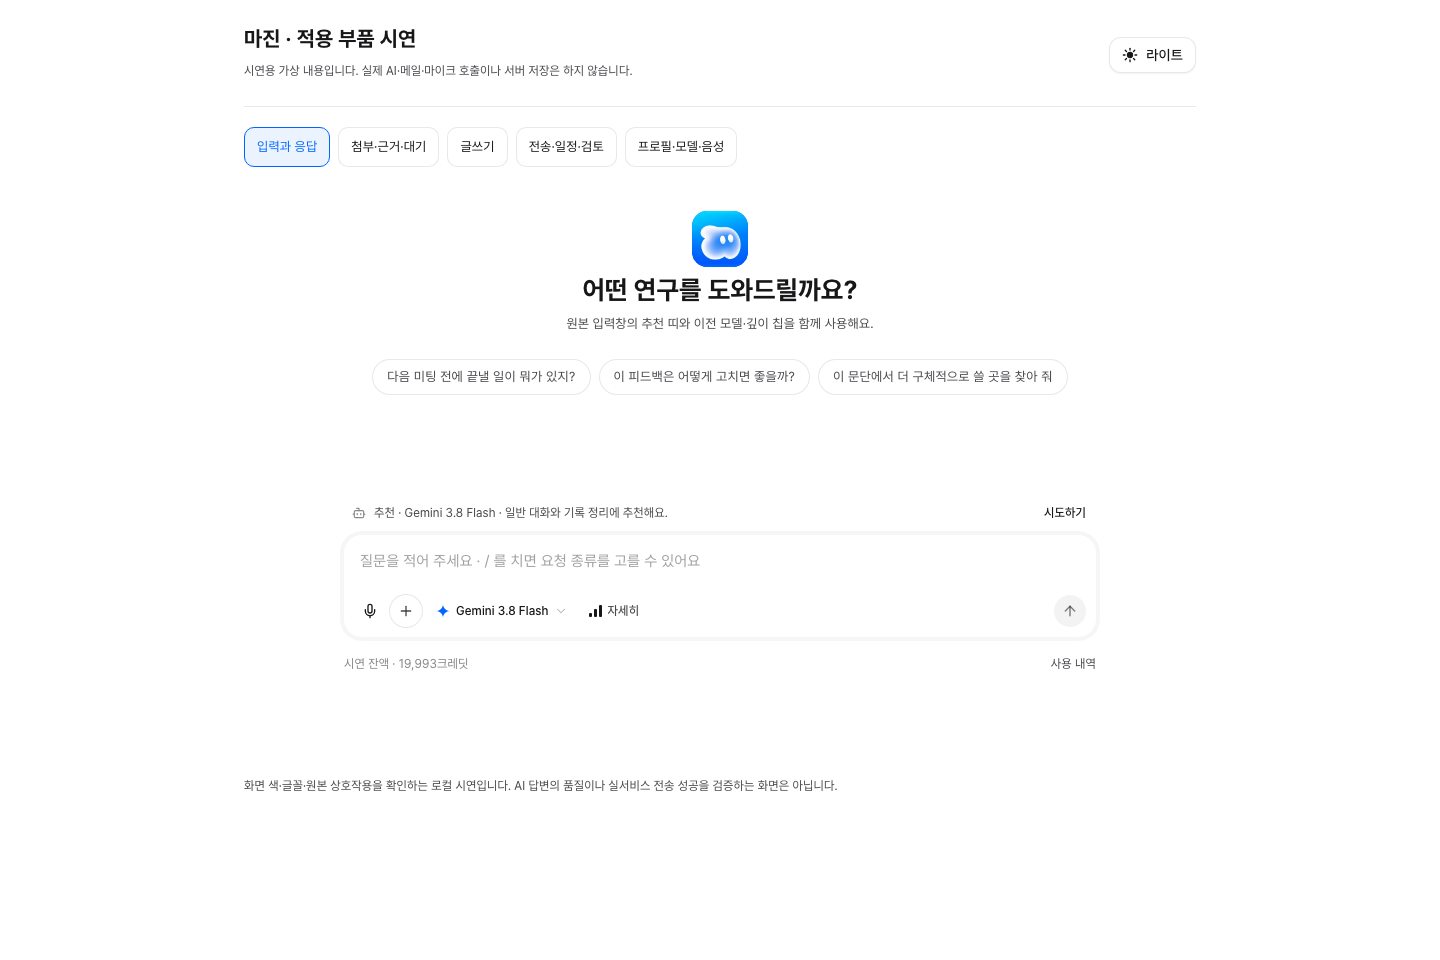 마진 · 적용 부품 시연
시연용 가상 내용입니다. 실제 AI·메일·마이크 호출이나 서버 저장은 하지 않습니다.
라이트
입력과 응답
첨부·근거·대기
글쓰기
전송·일정·검토
프로필·모델·음성
어떤 연구를 도와드릴까요?
원본 입력창의 추천 띠와 이전 모델·깊이 칩을 함께 사용해요.
다음 미팅 전에 끝낼 일이 뭐가 있지?
이 피드백은 어떻게 고치면 좋을까?
이 문단에서 더 구체적으로 쓸 곳을 찾아 줘
추천 · Gemini 3.8 Flash · 일반 대화와 기록 정리에 추천해요.
시도하기
질문을 적어 주세요 · / 를 치면 요청 종류를 고를 수 있어요
Gemini 3.8 Flash
자세히
시연 잔액 · 19,993크레딧
사용 내역
화면 색·글꼴·원본 상호작용을 확인하는 로컬 시연입니다. AI 답변의 품질이나 실서비스 전송 성공을 검증하는 화면은 아닙니다.